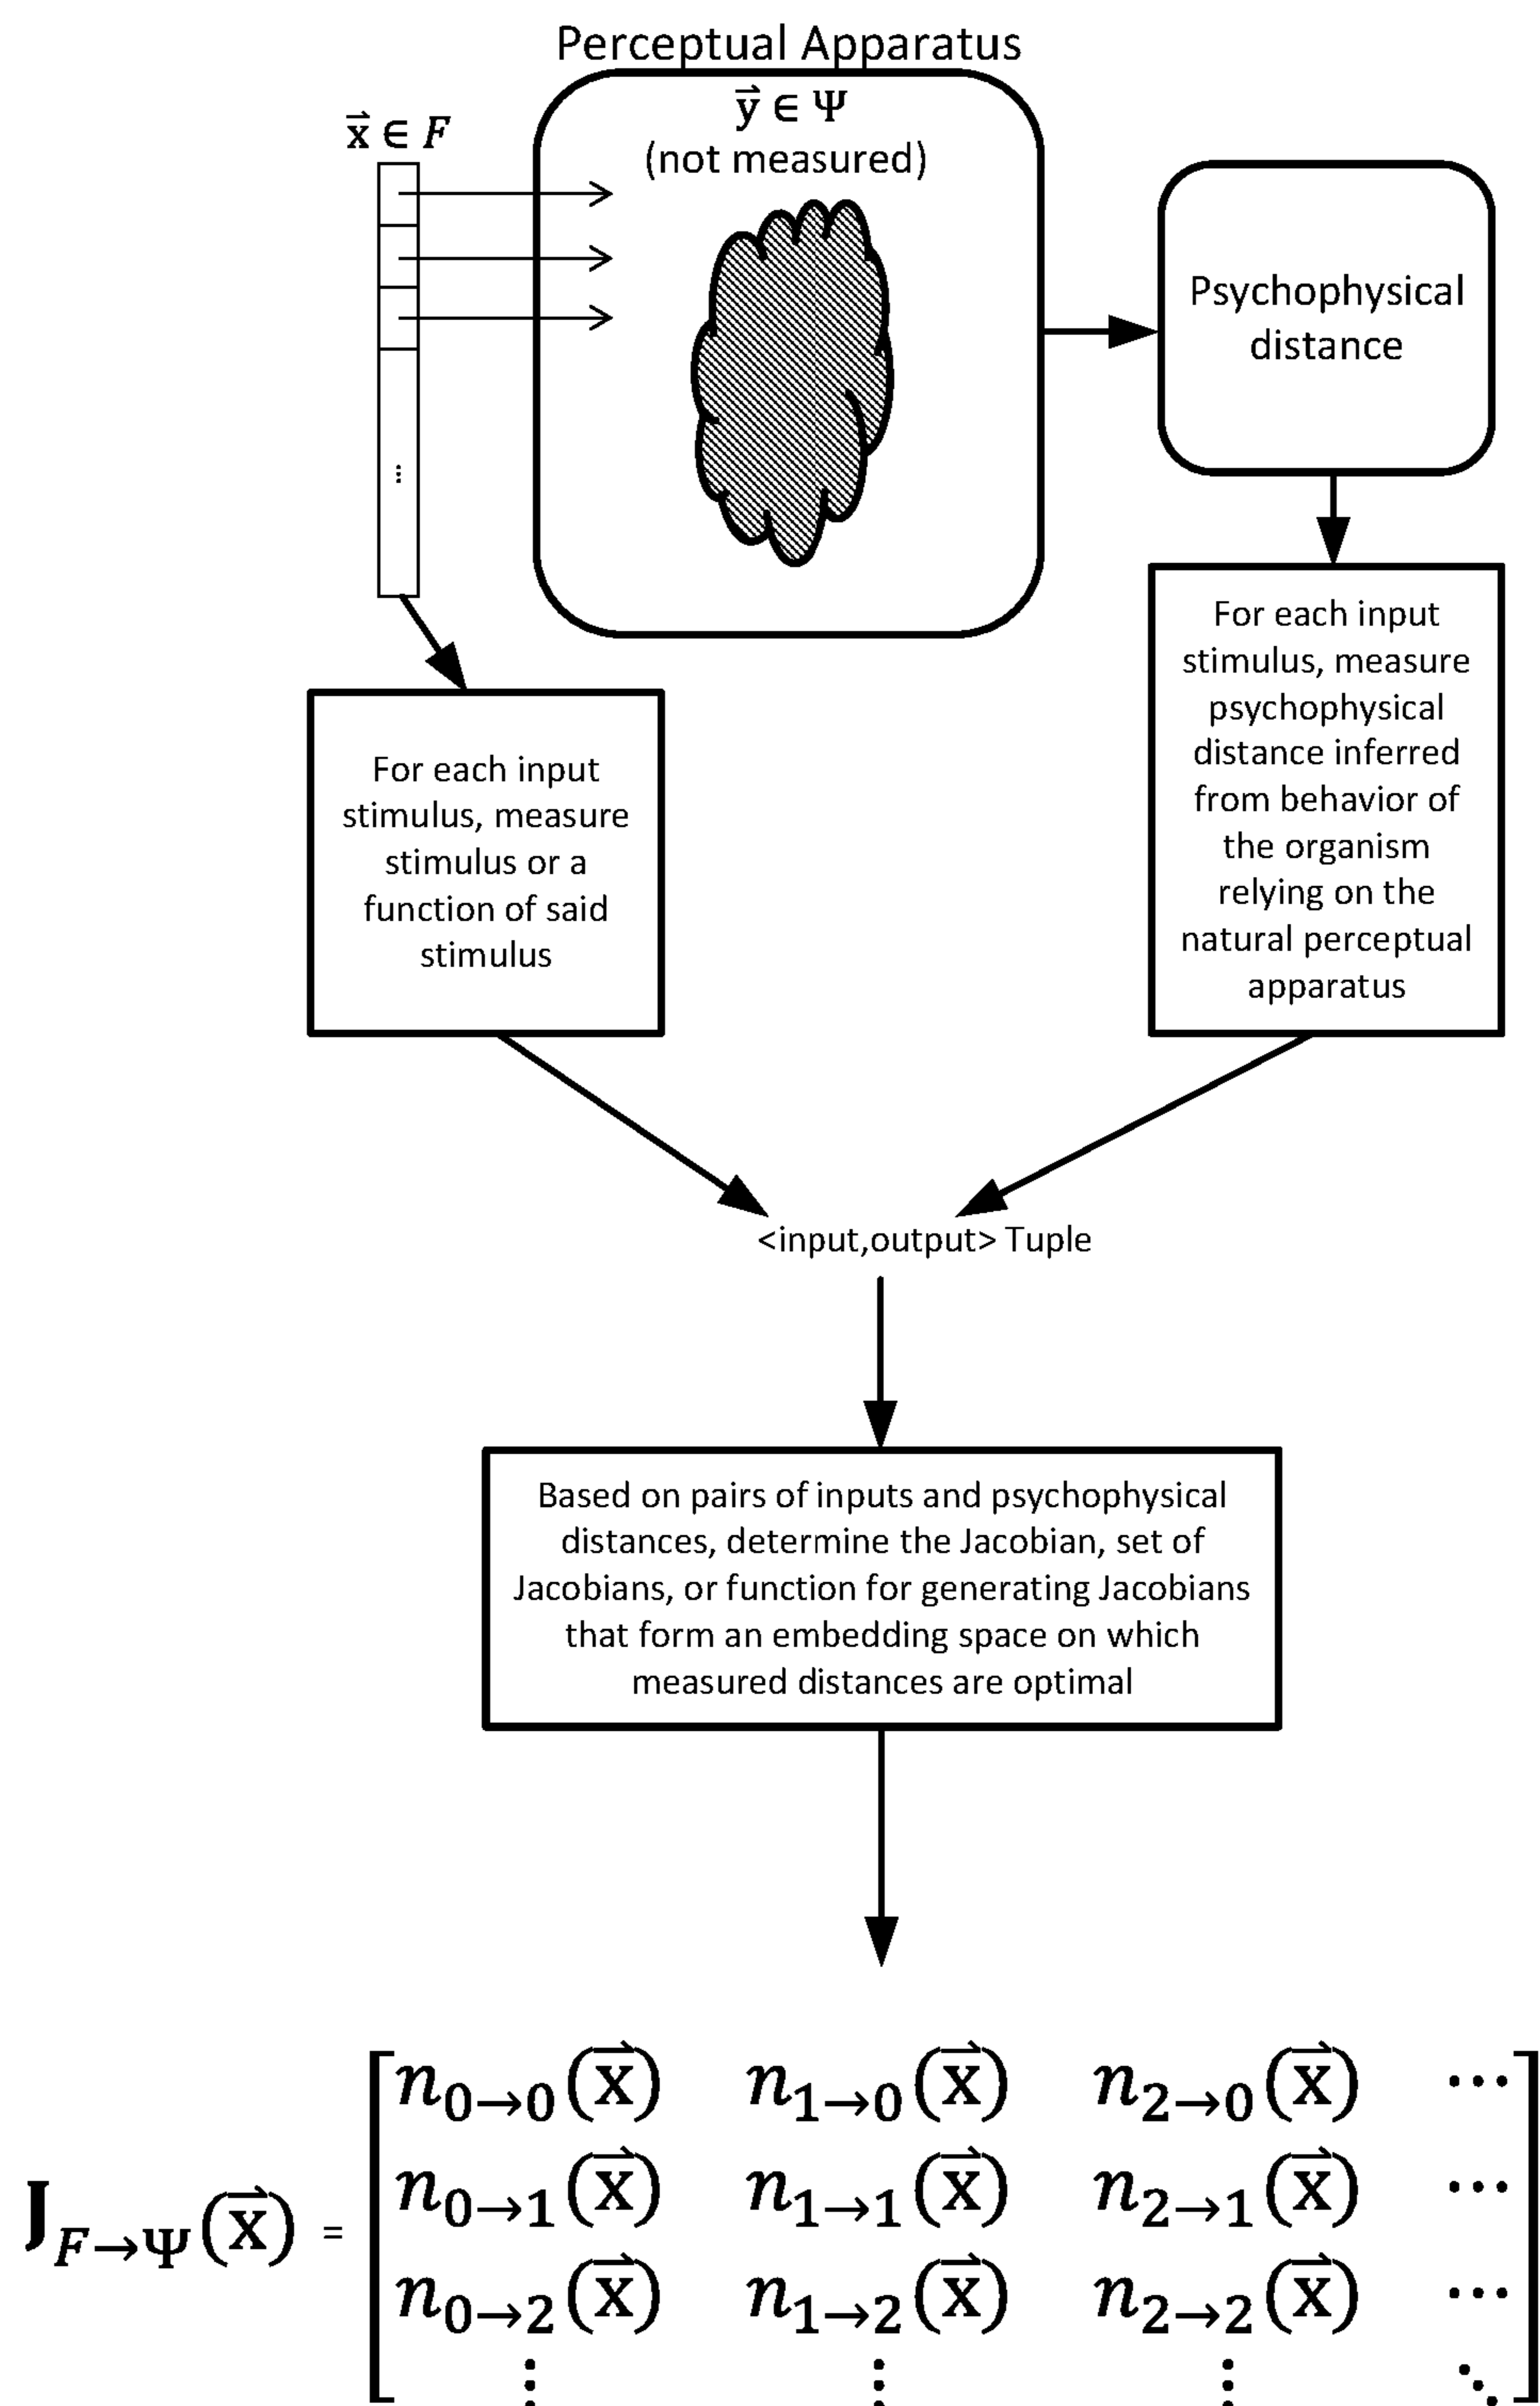 Perceptual Apparatus
x⃗ ∈ F
y⃗ ∈ Ψ
(not measured)
⋮
Psychophysical
distance
For each input
stimulus, measure
stimulus or a
function of said
stimulus
For each input
stimulus, measure
psychophysical
distance inferred
from behavior of
the organism
relying on the
natural perceptual
apparatus
<input,output> Tuple
Based on pairs of inputs and psychophysical
distances, determine the Jacobian, set of
Jacobians, or function for generating Jacobians
that form an embedding space on which
measured distances are optimal
J_{F→Ψ}(x⃗) =
n_{0→0}(x⃗) n_{1→0}(x⃗) n_{2→0}(x⃗) ⋯
n_{0→1}(x⃗) n_{1→1}(x⃗) n_{2→1}(x⃗) ⋯
n_{0→2}(x⃗) n_{1→2}(x⃗) n_{2→2}(x⃗) ⋯
⋮ ⋮ ⋮ ⋱